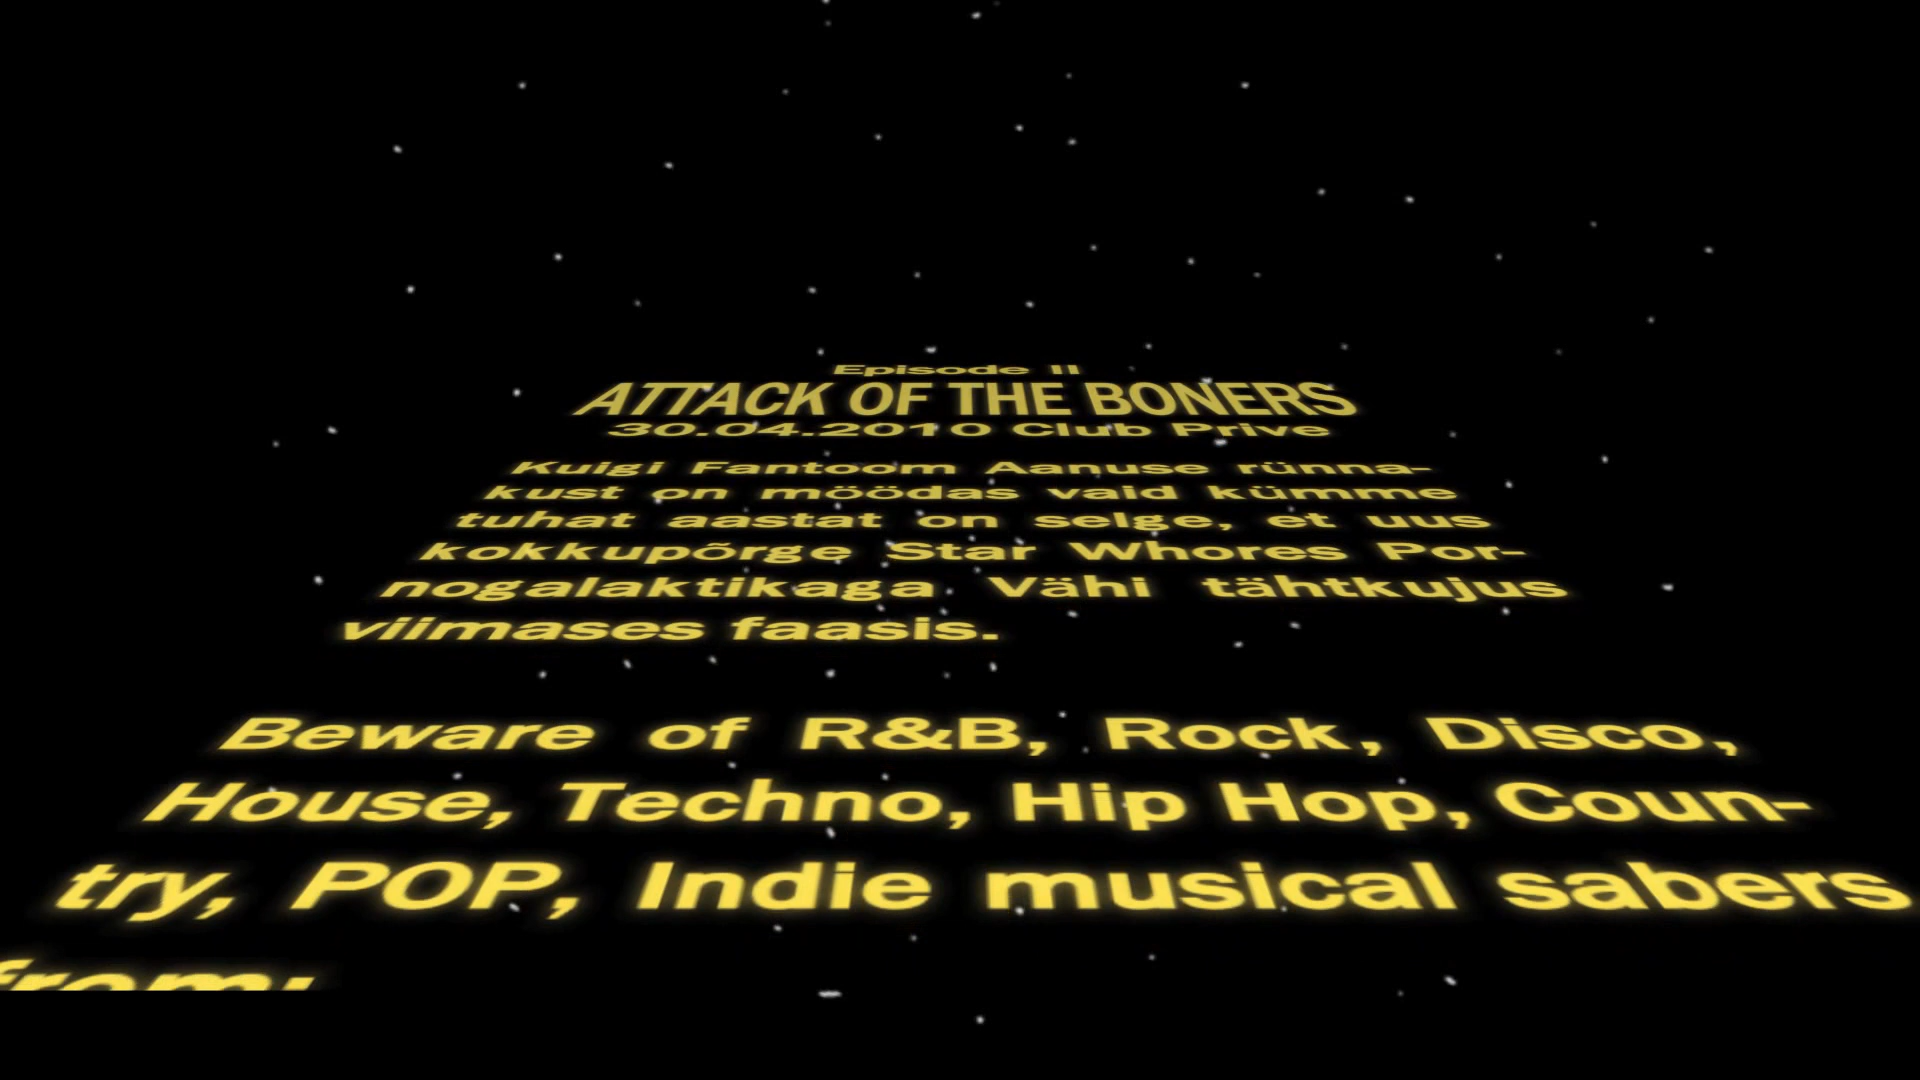 Episode II
ATTACK OF THE BONERS
30.04.2010 Club Prive
Kuigi Fantoom Aanuse rünna-
kust on möödas vaid kümme
tuhat aastat on selge, et uus
kokkupõrge Star Whores Por-
nogalaktikaga Vähi tähtkujus
viimases faasis.
Beware of R&B, Rock, Disco,
House, Techno, Hip Hop, Coun-
try, POP, Indie musical sabers
from: